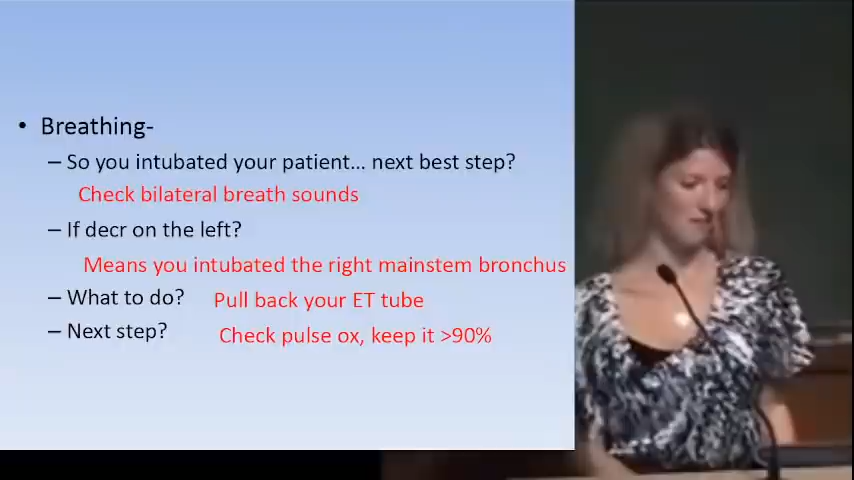 • Breathing-
– So you intubated your patient... next best step?
Check bilateral breath sounds
– If decr on the left?
Means you intubated the right mainstem bronchus
– What to do? Pull back your ET tube
– Next step? Check pulse ox, keep it >90%